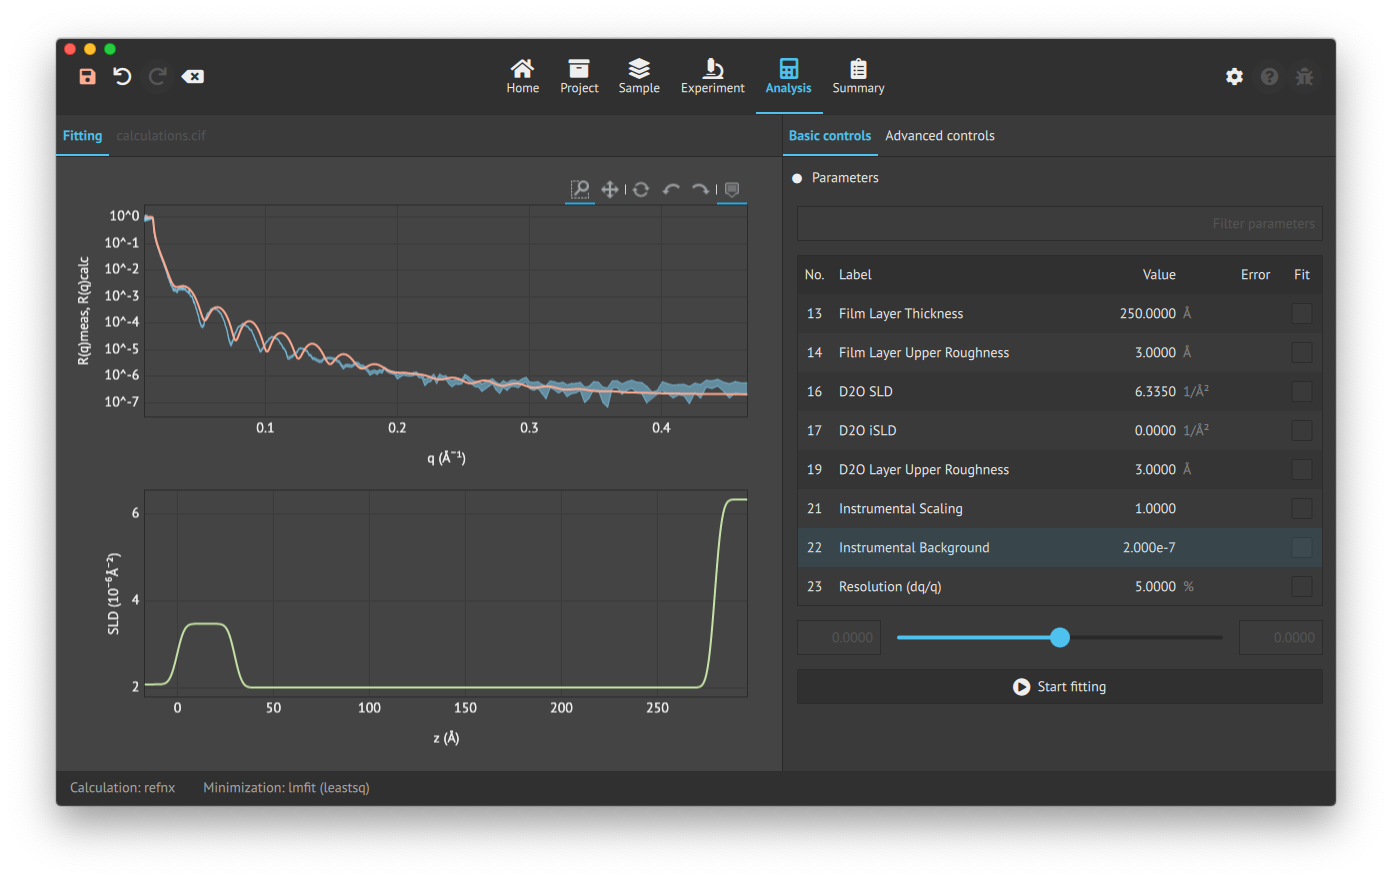 Home Project Sample Experiment Analysis Summary
Fitting calculations.cif
10^0
10^-1
10^-2
10^-3
10^-4
10^-5
10^-6
10^-7
R(q)meas, R(q)calc
0.1 0.2 0.3 0.4
q (Å⁻¹)
6
4
2
SLD (10⁻⁶Å⁻²)
0 50 100 150 200 250
z (Å)
Basic controls Advanced controls
Parameters
Filter parameters
No. Label Value Error Fit
13 Film Layer Thickness 250.0000 Å
14 Film Layer Upper Roughness 3.0000 Å
16 D2O SLD 6.3350 1/Å²
17 D2O iSLD 0.0000 1/Å²
19 D2O Layer Upper Roughness 3.0000 Å
21 Instrumental Scaling 1.0000
22 Instrumental Background 2.000e-7
23 Resolution (dq/q) 5.0000 %
0.0000 0.0000
Start fitting
Calculation: refnx Minimization: lmfit (leastsq)